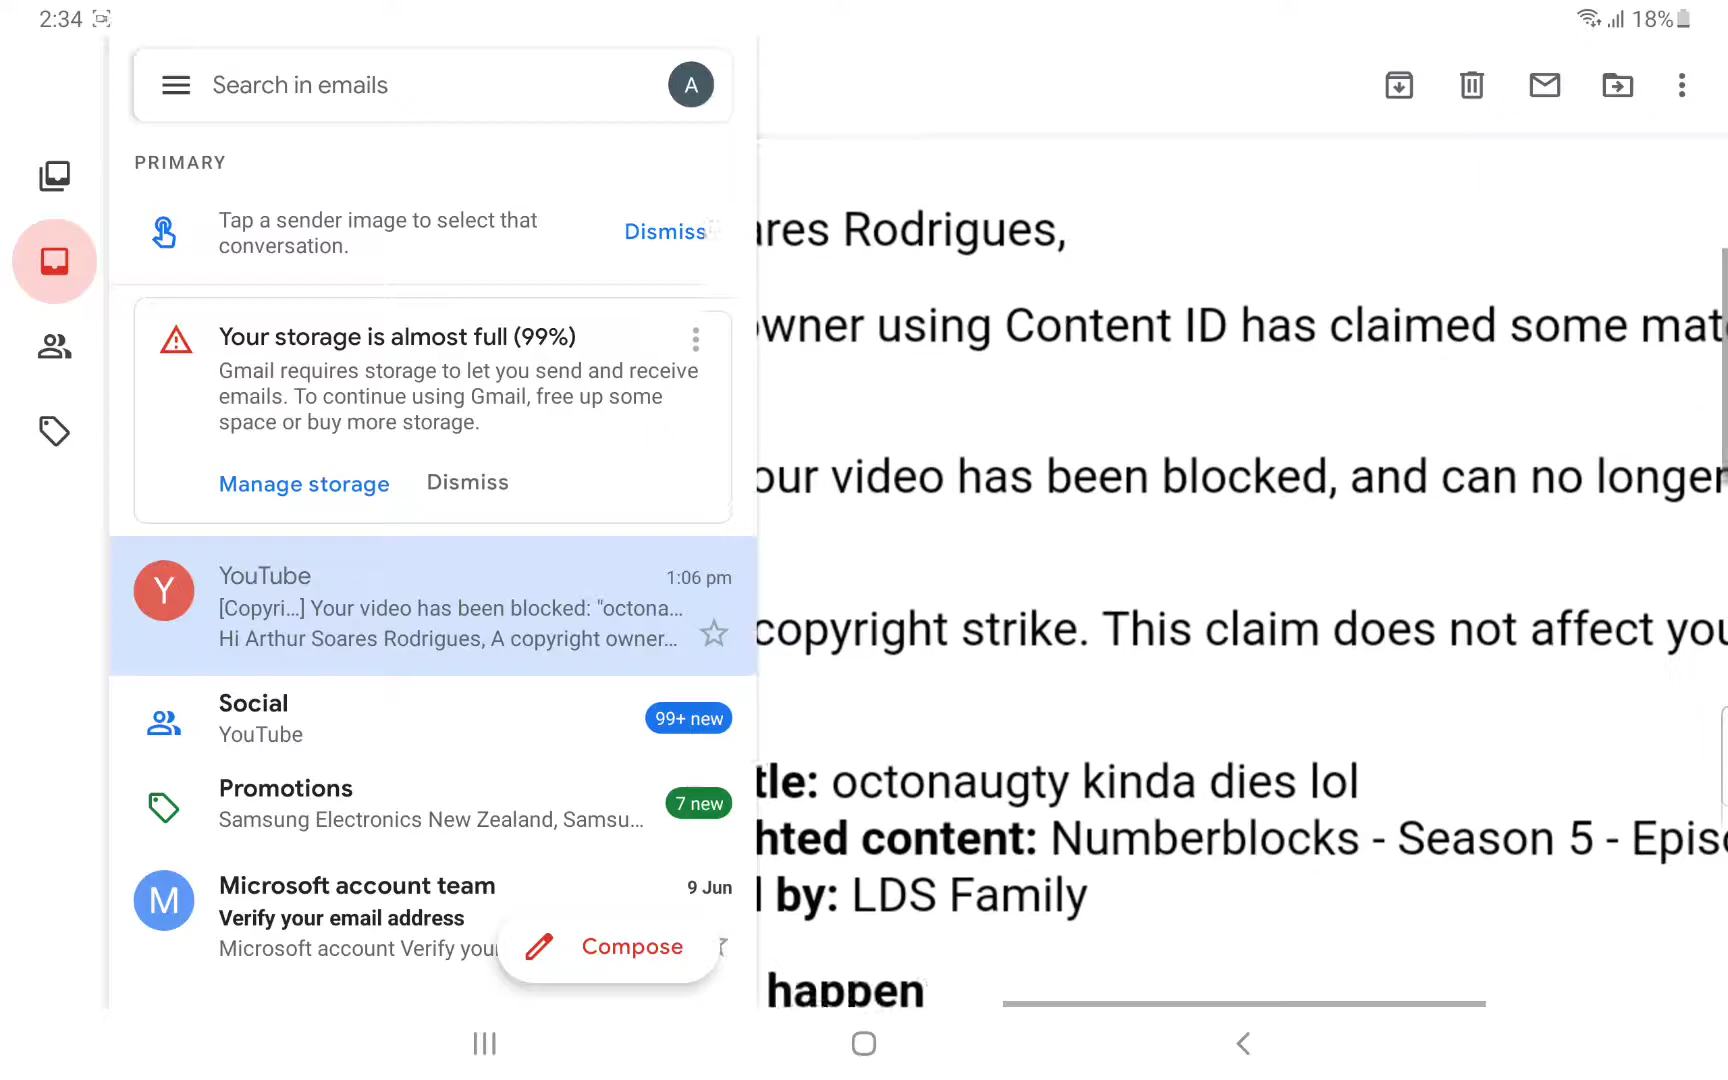 2:34
18%
Search in emails
A
PRIMARY
Tap a sender image to select that
conversation.
Dismiss
Your storage is almost full (99%)
Gmail requires storage to let you send and receive
emails. To continue using Gmail, free up some
space or buy more storage.
Manage storage
Dismiss
Y
YouTube
1:06 pm
[Copyri...] Your video has been blocked: "octona...
Hi Arthur Soares Rodrigues, A copyright owner...
Social
YouTube
99+ new
Promotions
Samsung Electronics New Zealand, Samsu...
7 new
M
Microsoft account team
9 Jun
Verify your email address
Microsoft account Verify your
Compose
ares Rodrigues,
owner using Content ID has claimed some mat
our video has been blocked, and can no longer
copyright strike. This claim does not affect you
tle: octonaugty kinda dies lol
hted content: Numberblocks - Season 5 - Episo
by: LDS Family
happen